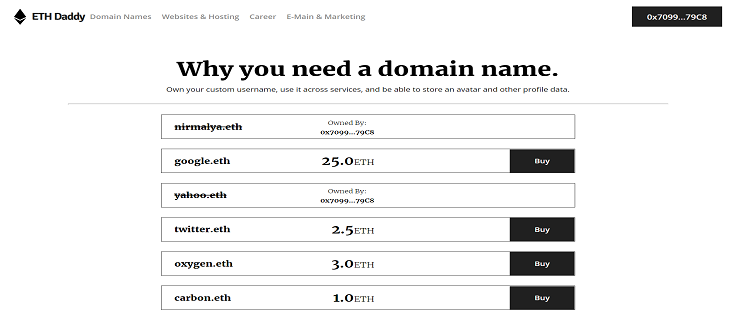 ETH Daddy Domain Names Websites & Hosting Career E-Main & Marketing 0x7099...79C8
Why you need a domain name.
Own your custom username, use it across services, and be able to store an avatar and other profile data.
nirmalya.eth Owned By:
0x7099...79C8
google.eth 25.0ETH Buy
yahoo.eth Owned By:
0x7099...79C8
twitter.eth 2.5ETH Buy
oxygen.eth 3.0ETH Buy
carbon.eth 1.0ETH Buy